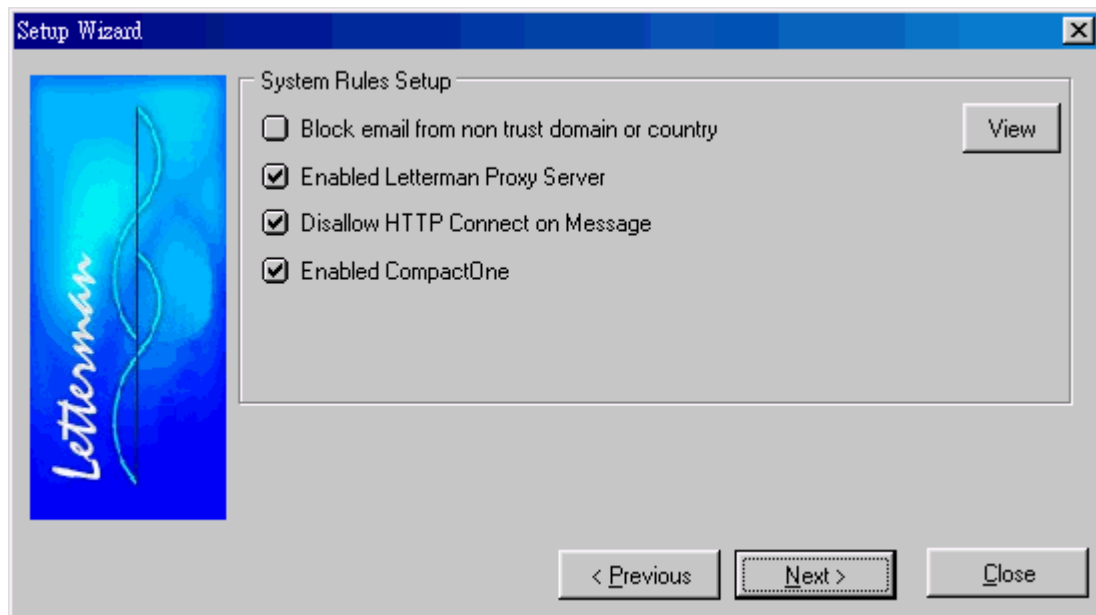 Setup Wizard
System Rules Setup
Block email from non trust domain or country
View
Enabled Letterman Proxy Server
Disallow HTTP Connect on Message
Enabled CompactOne
Letterman
< Previous
Next >
Close